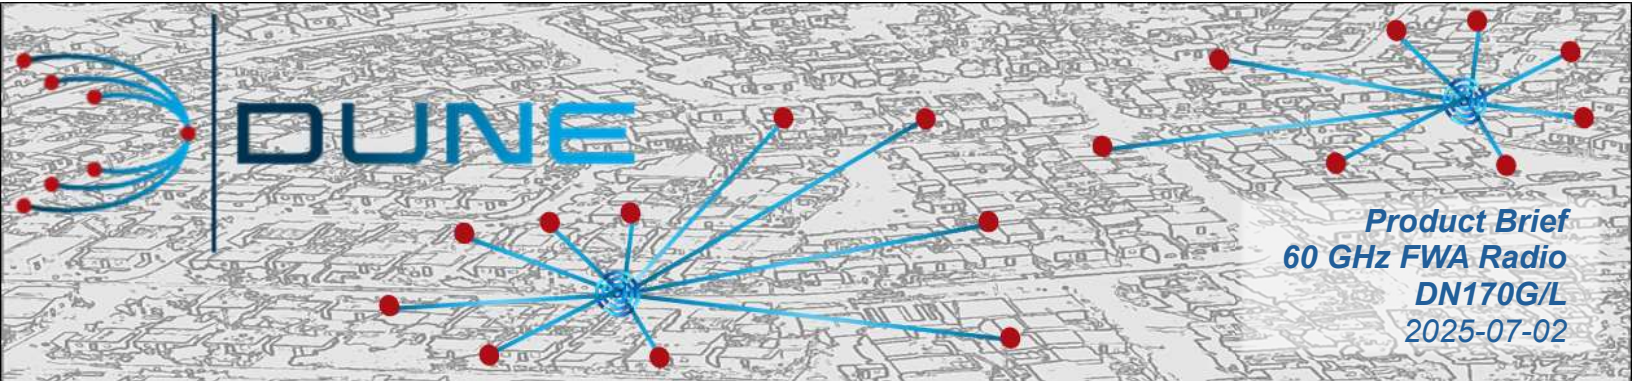 DUNE
Product Brief
60 GHz FWA Radio
DN170G/L
2025-07-02